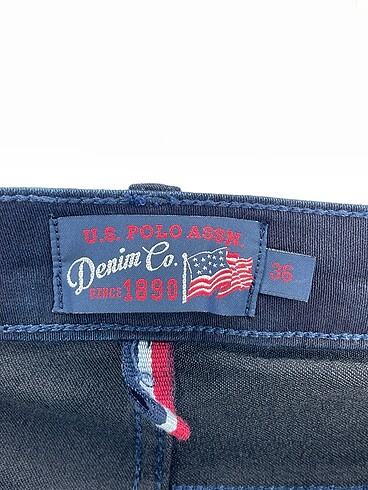 U.S. POLO ASSN.
Denim Co.
SINCE 1890
36